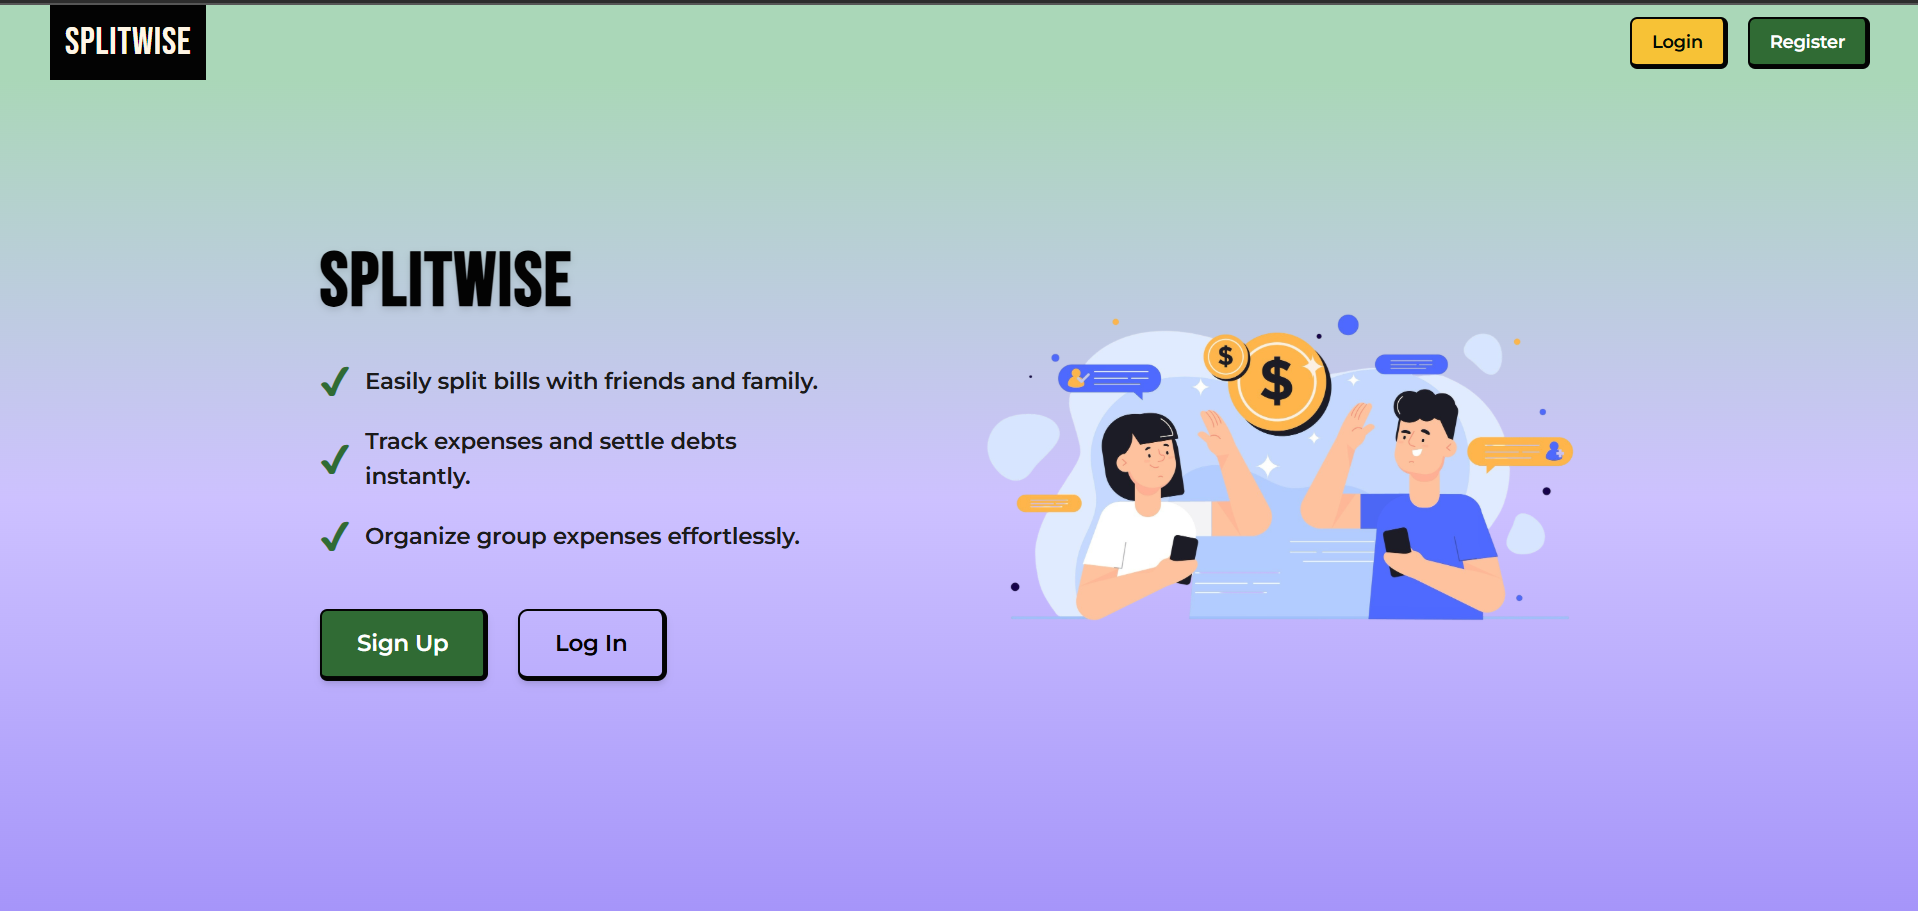 SPLITWISE
Login
Register
SPLITWISE
Easily split bills with friends and family.
Track expenses and settle debts
instantly.
Organize group expenses effortlessly.
Sign Up
Log In
$
$